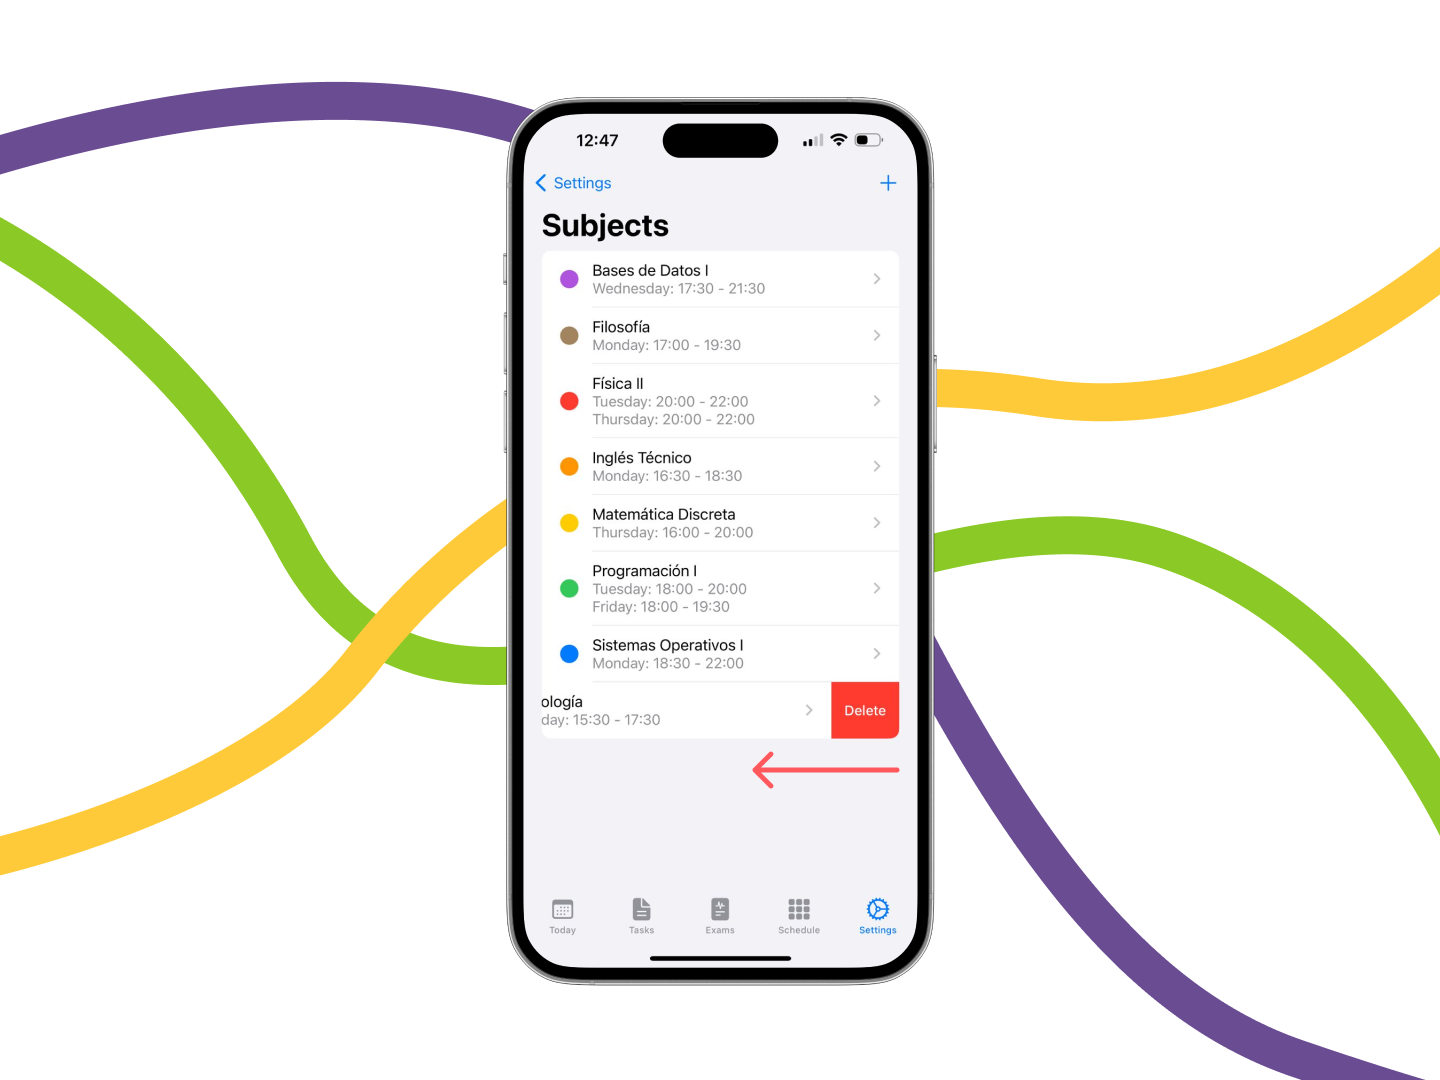 12:47
Settings
Subjects
Bases de Datos I
Wednesday: 17:30 - 21:30
Filosofía
Monday: 17:00 - 19:30
Física II
Tuesday: 20:00 - 22:00
Thursday: 20:00 - 22:00
Inglés Técnico
Monday: 16:30 - 18:30
Matemática Discreta
Thursday: 16:00 - 20:00
Programación I
Tuesday: 18:00 - 20:00
Friday: 18:00 - 19:30
Sistemas Operativos I
Monday: 18:30 - 22:00
ología
day: 15:30 - 17:30
Delete
Today
Tasks
Exams
Schedule
Settings